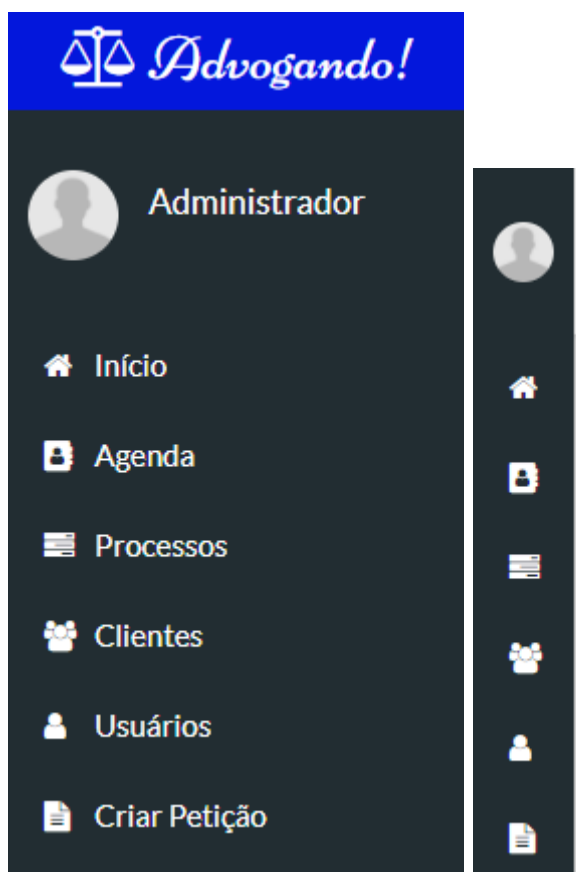 Advogando!
Administrador
Início
Agenda
Processos
Clientes
Usuários
Criar Petição